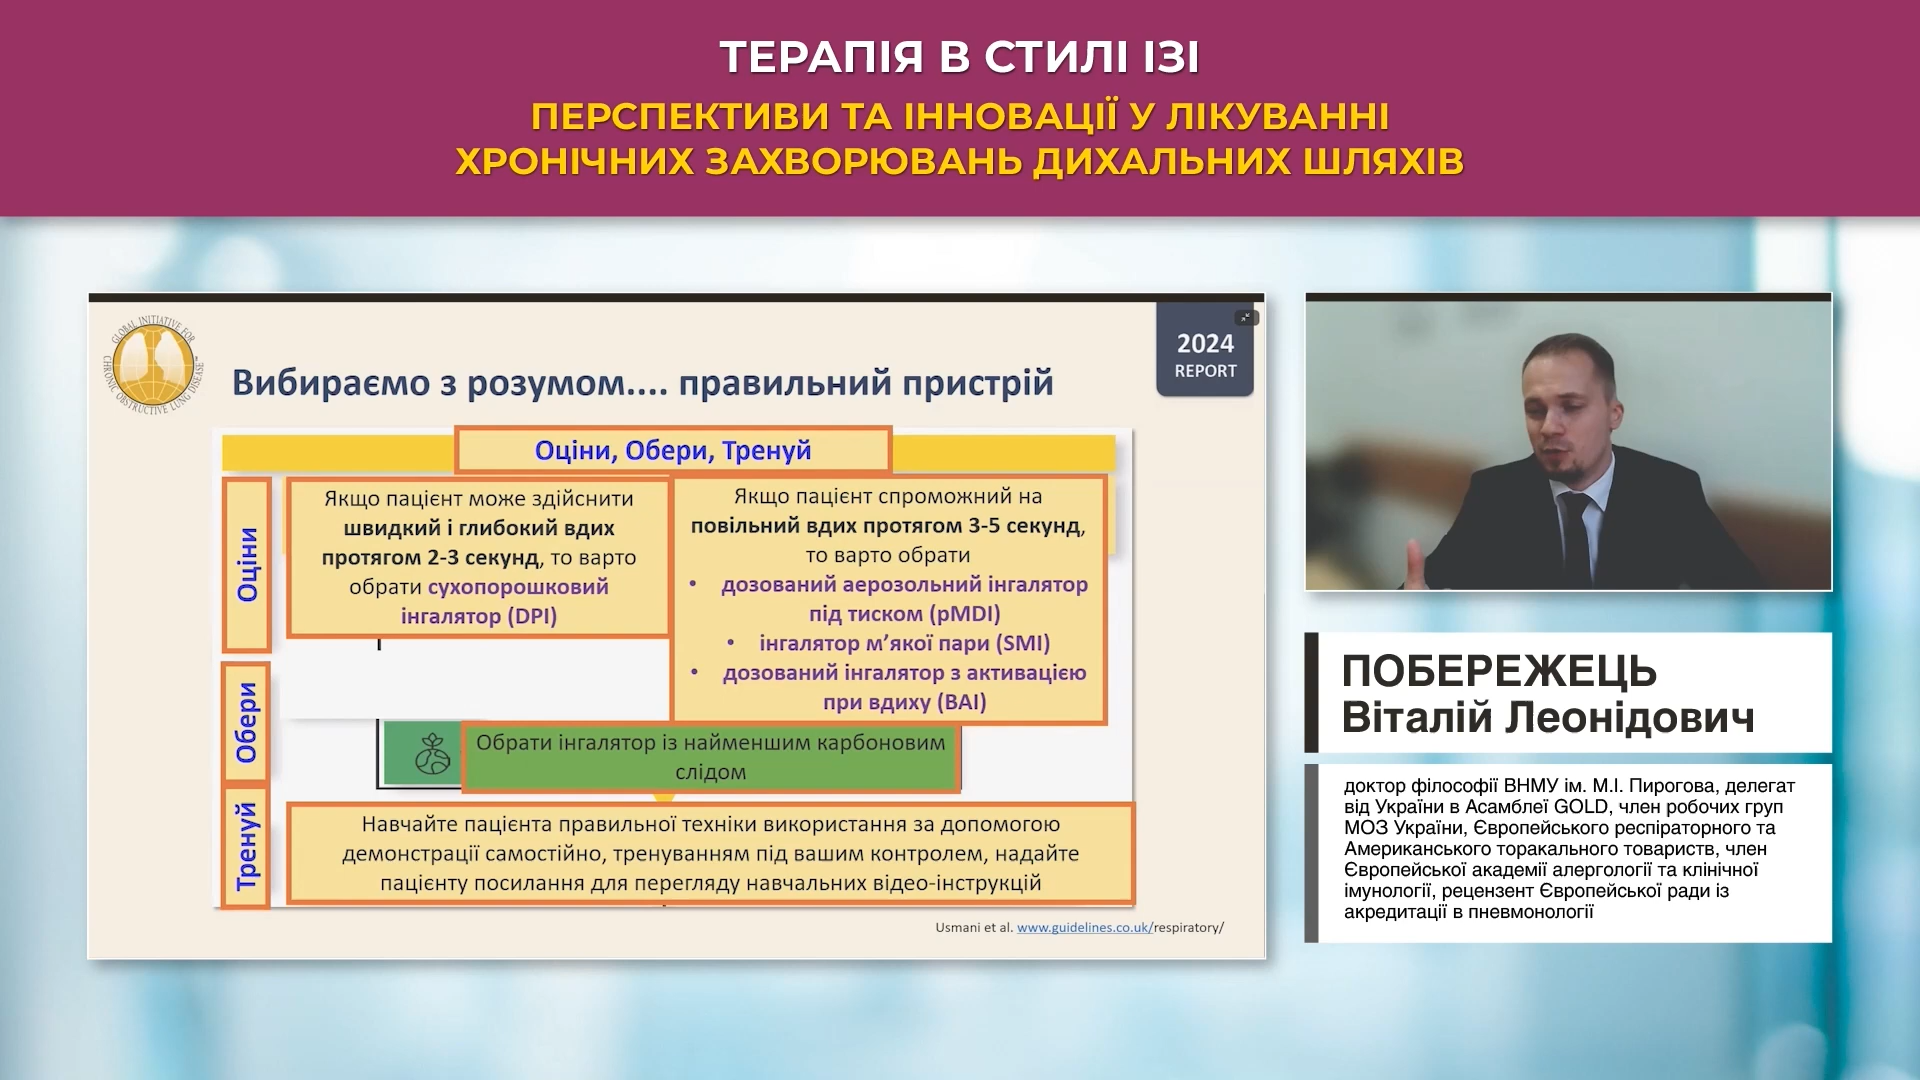 ТЕРАПІЯ В СТИЛІ ІЗІ
ПЕРСПЕКТИВИ ТА ІННОВАЦІЇ У ЛІКУВАННІ
ХРОНІЧНИХ ЗАХВОРЮВАНЬ ДИХАЛЬНИХ ШЛЯХІВ
GLOBAL INITIATIVE FOR
CHRONIC OBSTRUCTIVE LUNG DISEASE
2024
REPORT
Вибираємо з розумом.... правильний пристрій
Оціни, Обери, Тренуй
Оціни
Якщо пацієнт може здійснити
швидкий і глибокий вдих
протягом 2-3 секунд, то варто
обрати сухопорошковий
інгалятор (DPI)
Якщо пацієнт спроможний на
повільний вдих протягом 3-5 секунд,
то варто обрати
• дозований аерозольний інгалятор
під тиском (pMDI)
• інгалятор м’якої пари (SMI)
• дозований інгалятор з активацією
при вдиху (BAI)
Обери
Обрати інгалятор із найменшим карбоновим
слідом
Тренуй
Навчайте пацієнта правильної техніки використання за допомогою
демонстрації самостійно, тренуванням під вашим контролем, надайте
пацієнту посилання для перегляду навчальних відео-інструкцій
Usmani et al. www.guidelines.co.uk/respiratory/
ПОБЕРЕЖЕЦЬ
Віталій Леонідович
доктор філософії ВНМУ ім. М.І. Пирогова, делегат
від України в Асамблеї GOLD, член робочих груп
МОЗ України, Європейського респіраторного та
Американського торакального товариств, член
Європейської академії алергології та клінічної
імунології, рецензент Європейської ради із
акредитації в пневмонології